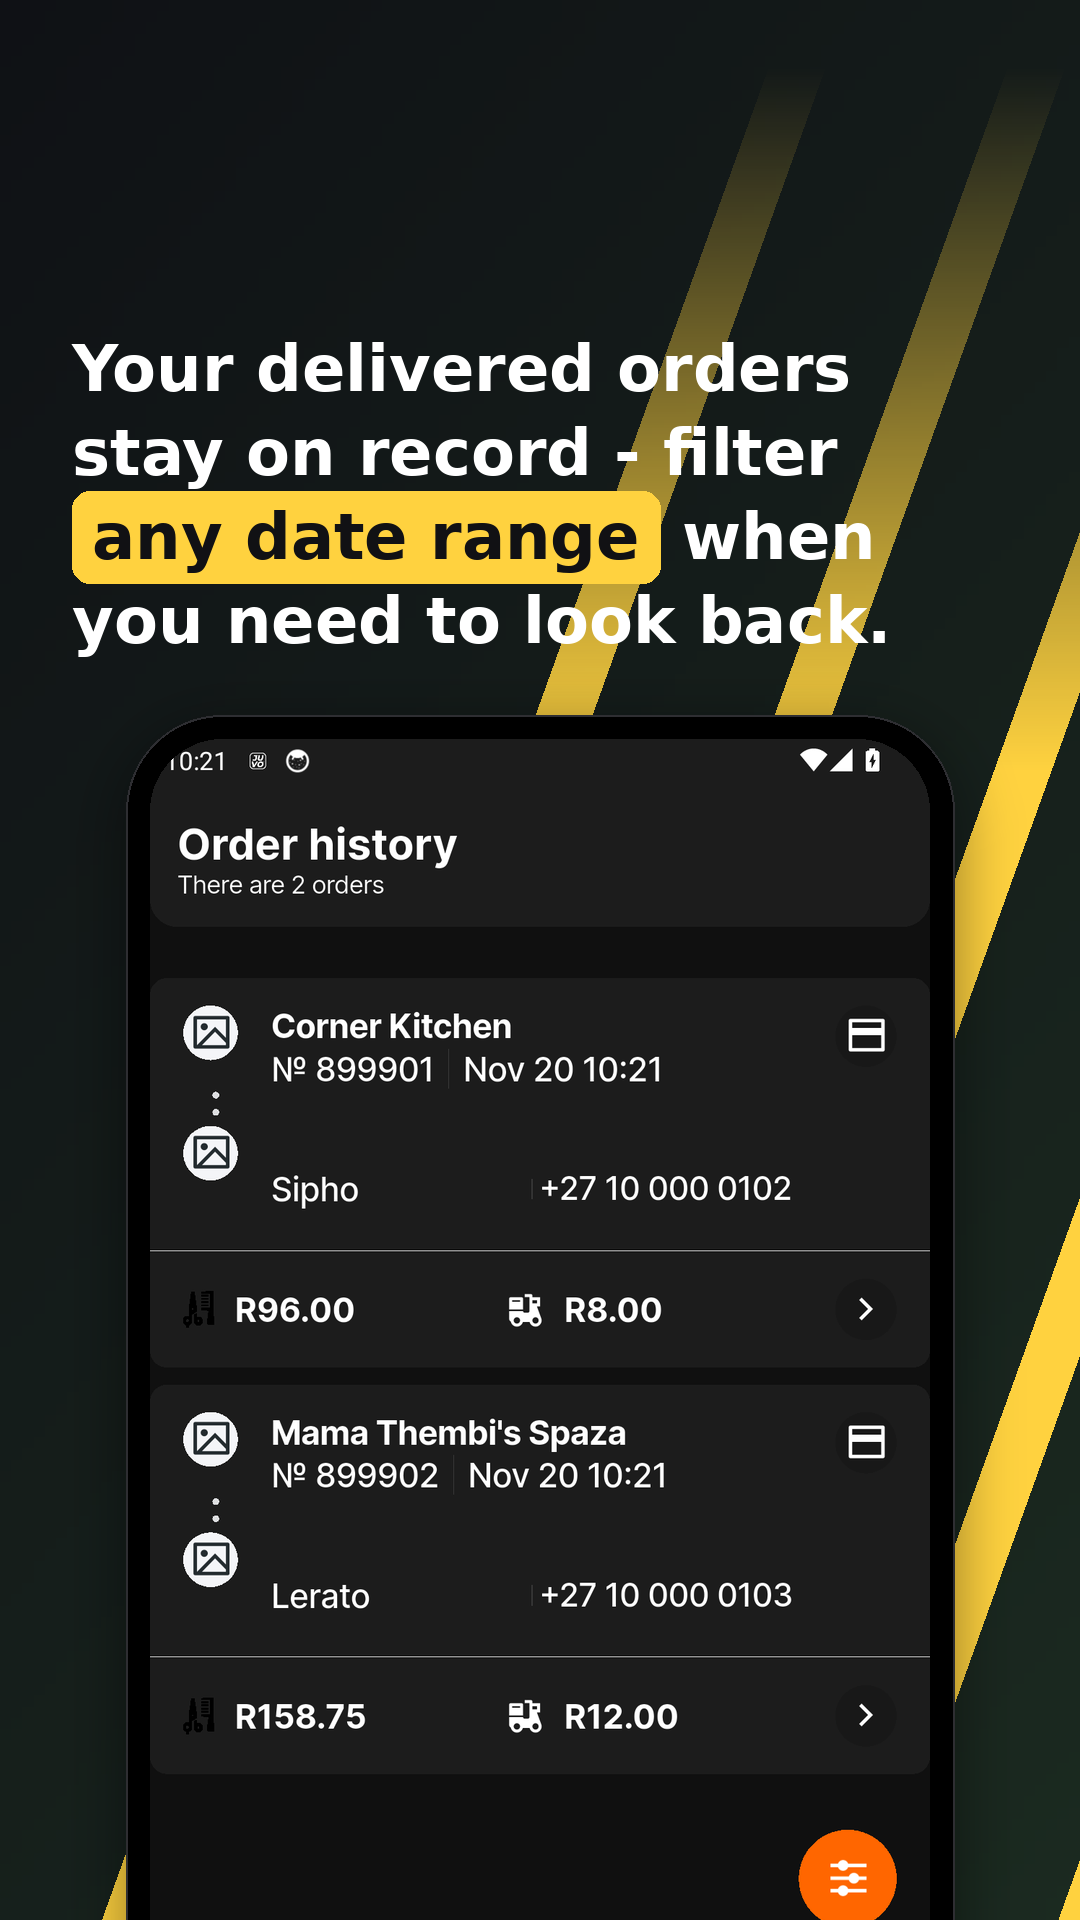 Your delivered orders
stay on record - filter
any date range when
you need to look back.
10:21
JUVO
Order history
There are 2 orders
Corner Kitchen
№ 899901 Nov 20 10:21
Sipho +27 10 000 0102
R96.00 R8.00
Mama Thembi's Spaza
№ 899902 Nov 20 10:21
Lerato +27 10 000 0103
R158.75 R12.00